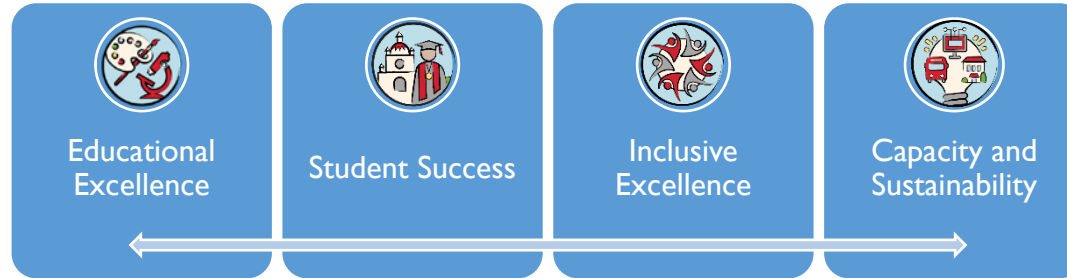 Educational
Excellence
Student Success
Inclusive
Excellence
Capacity and
Sustainability